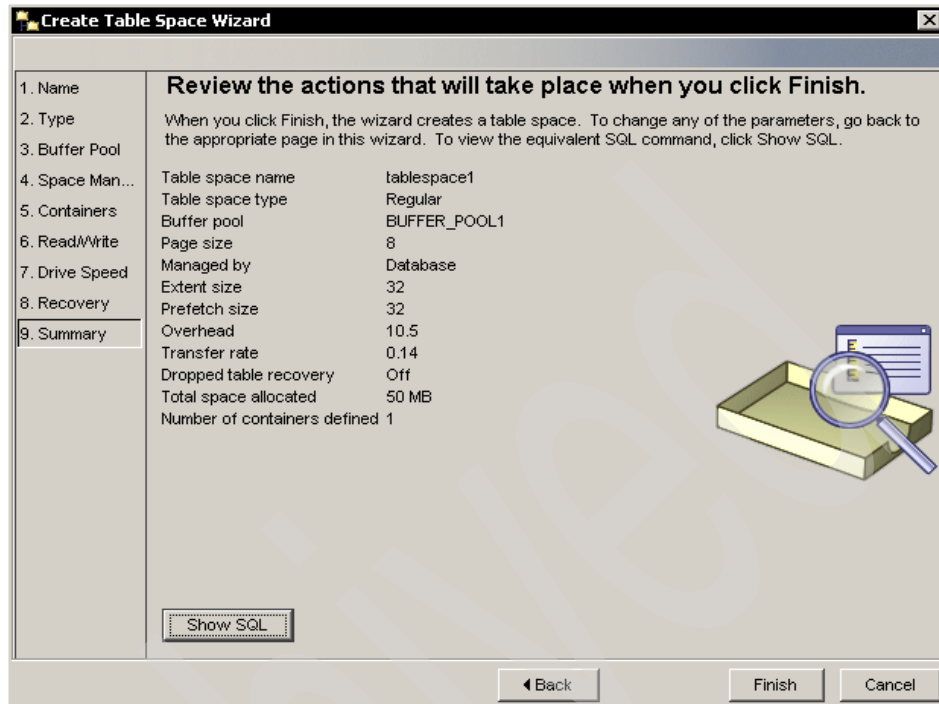 Create Table Space Wizard
1. Name
2. Type
3. Buffer Pool
4. Space Man...
5. Containers
6. Read/Write
7. Drive Speed
8. Recovery
9. Summary
Review the actions that will take place when you click Finish.
When you click Finish, the wizard creates a table space. To change any of the parameters, go back to
the appropriate page in this wizard. To view the equivalent SQL command, click Show SQL.
Table space name tablespace1
Table space type Regular
Buffer pool BUFFER_POOL1
Page size 8
Managed by Database
Extent size 32
Prefetch size 32
Overhead 10.5
Transfer rate 0.14
Dropped table recovery Off
Total space allocated 50 MB
Number of containers defined 1
Show SQL
Back
Finish
Cancel